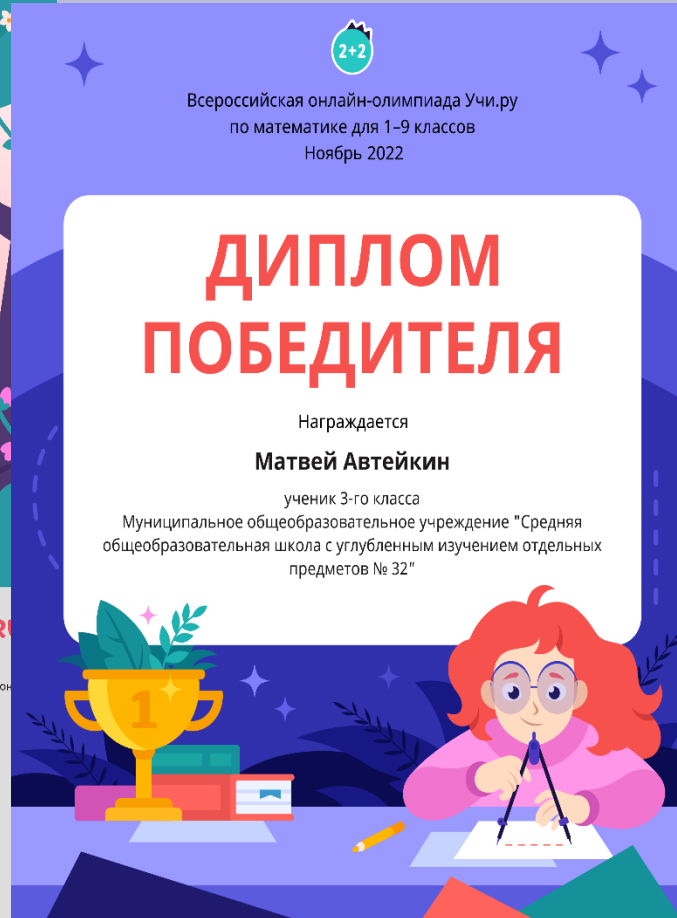 2+2
Всероссийская онлайн-олимпиада Учи.ру
по математике для 1–9 классов
Ноябрь 2022
ДИПЛОМ
ПОБЕДИТЕЛЯ
Награждается
Матвей Автейкин
ученик 3-го класса
Муниципальное общеобразовательное учреждение "Средняя
общеобразовательная школа с углубленным изучением отдельных
предметов № 32"
1